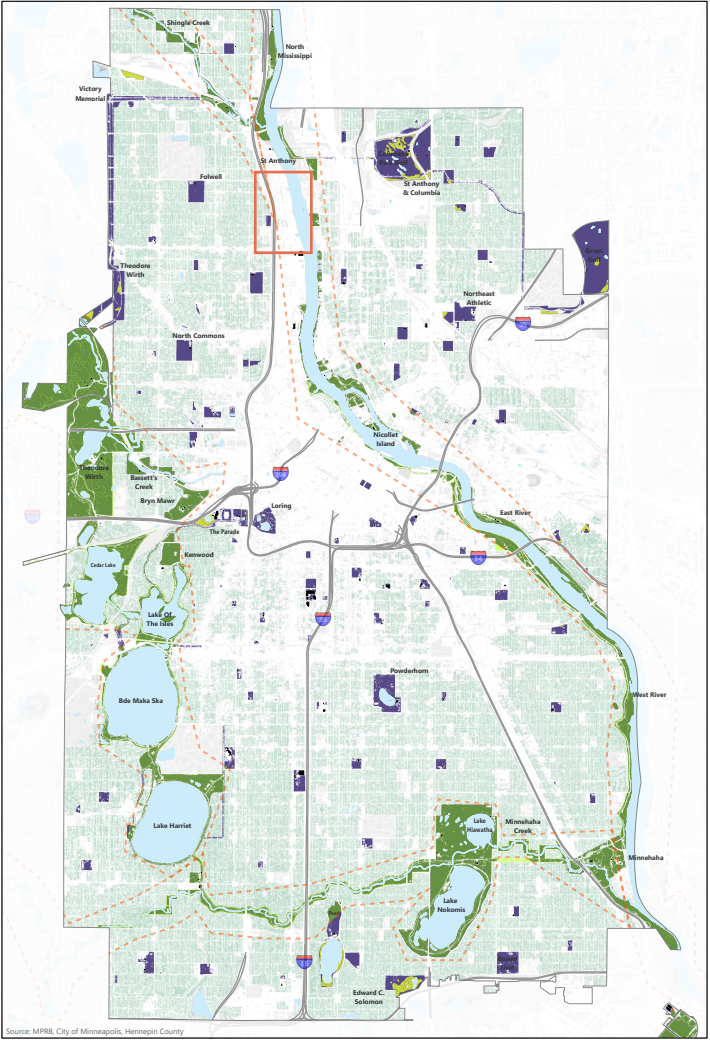 Shingle Creek
North
Mississippi
Victory
Memorial
St Anthony
Folwell
St Anthony
& Columbia
Theodore
Wirth
Northeast
Athletic
North Commons
Nicollet
Island
Theodore
Wirth
Bassett's
Creek
Bryn Mawr
Loring
East River
The Parade
Kenwood
Cedar Lake
Lake Of
The Isles
Powderhorn
Bde Maka Ska
West River
Lake Harriet
Lake
Hiawatha
Minnehaha
Creek
Minnehaha
Lake
Nokomis
Edward C.
Solomon
Source: MPRB, City of Minneapolis, Hennepin County